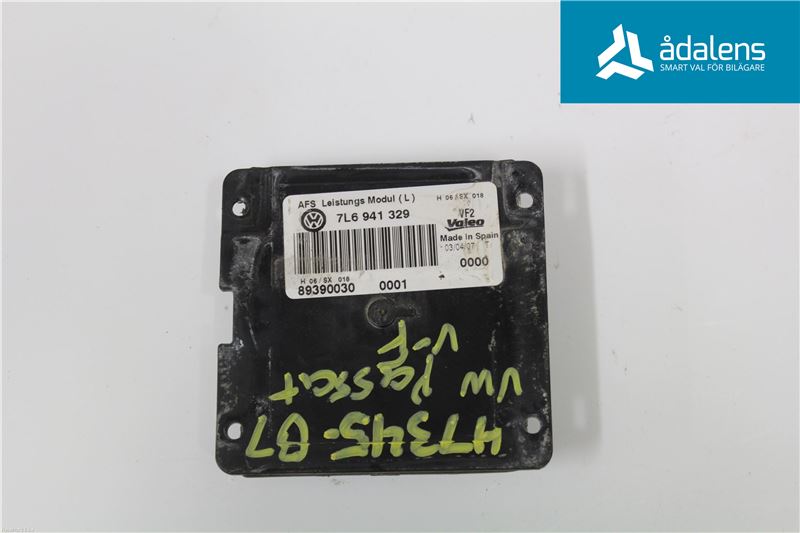 ådalens
SMART VAL FÖR BILÄGARE
AFS Leistungs Modul (L)
H 06/SX 018
7L6 941 329
VF2
Valeo
Made in Spain
03/04/07
H 06/SX 018
0000
89390030 0001
V-F
VW Passat
47345-07